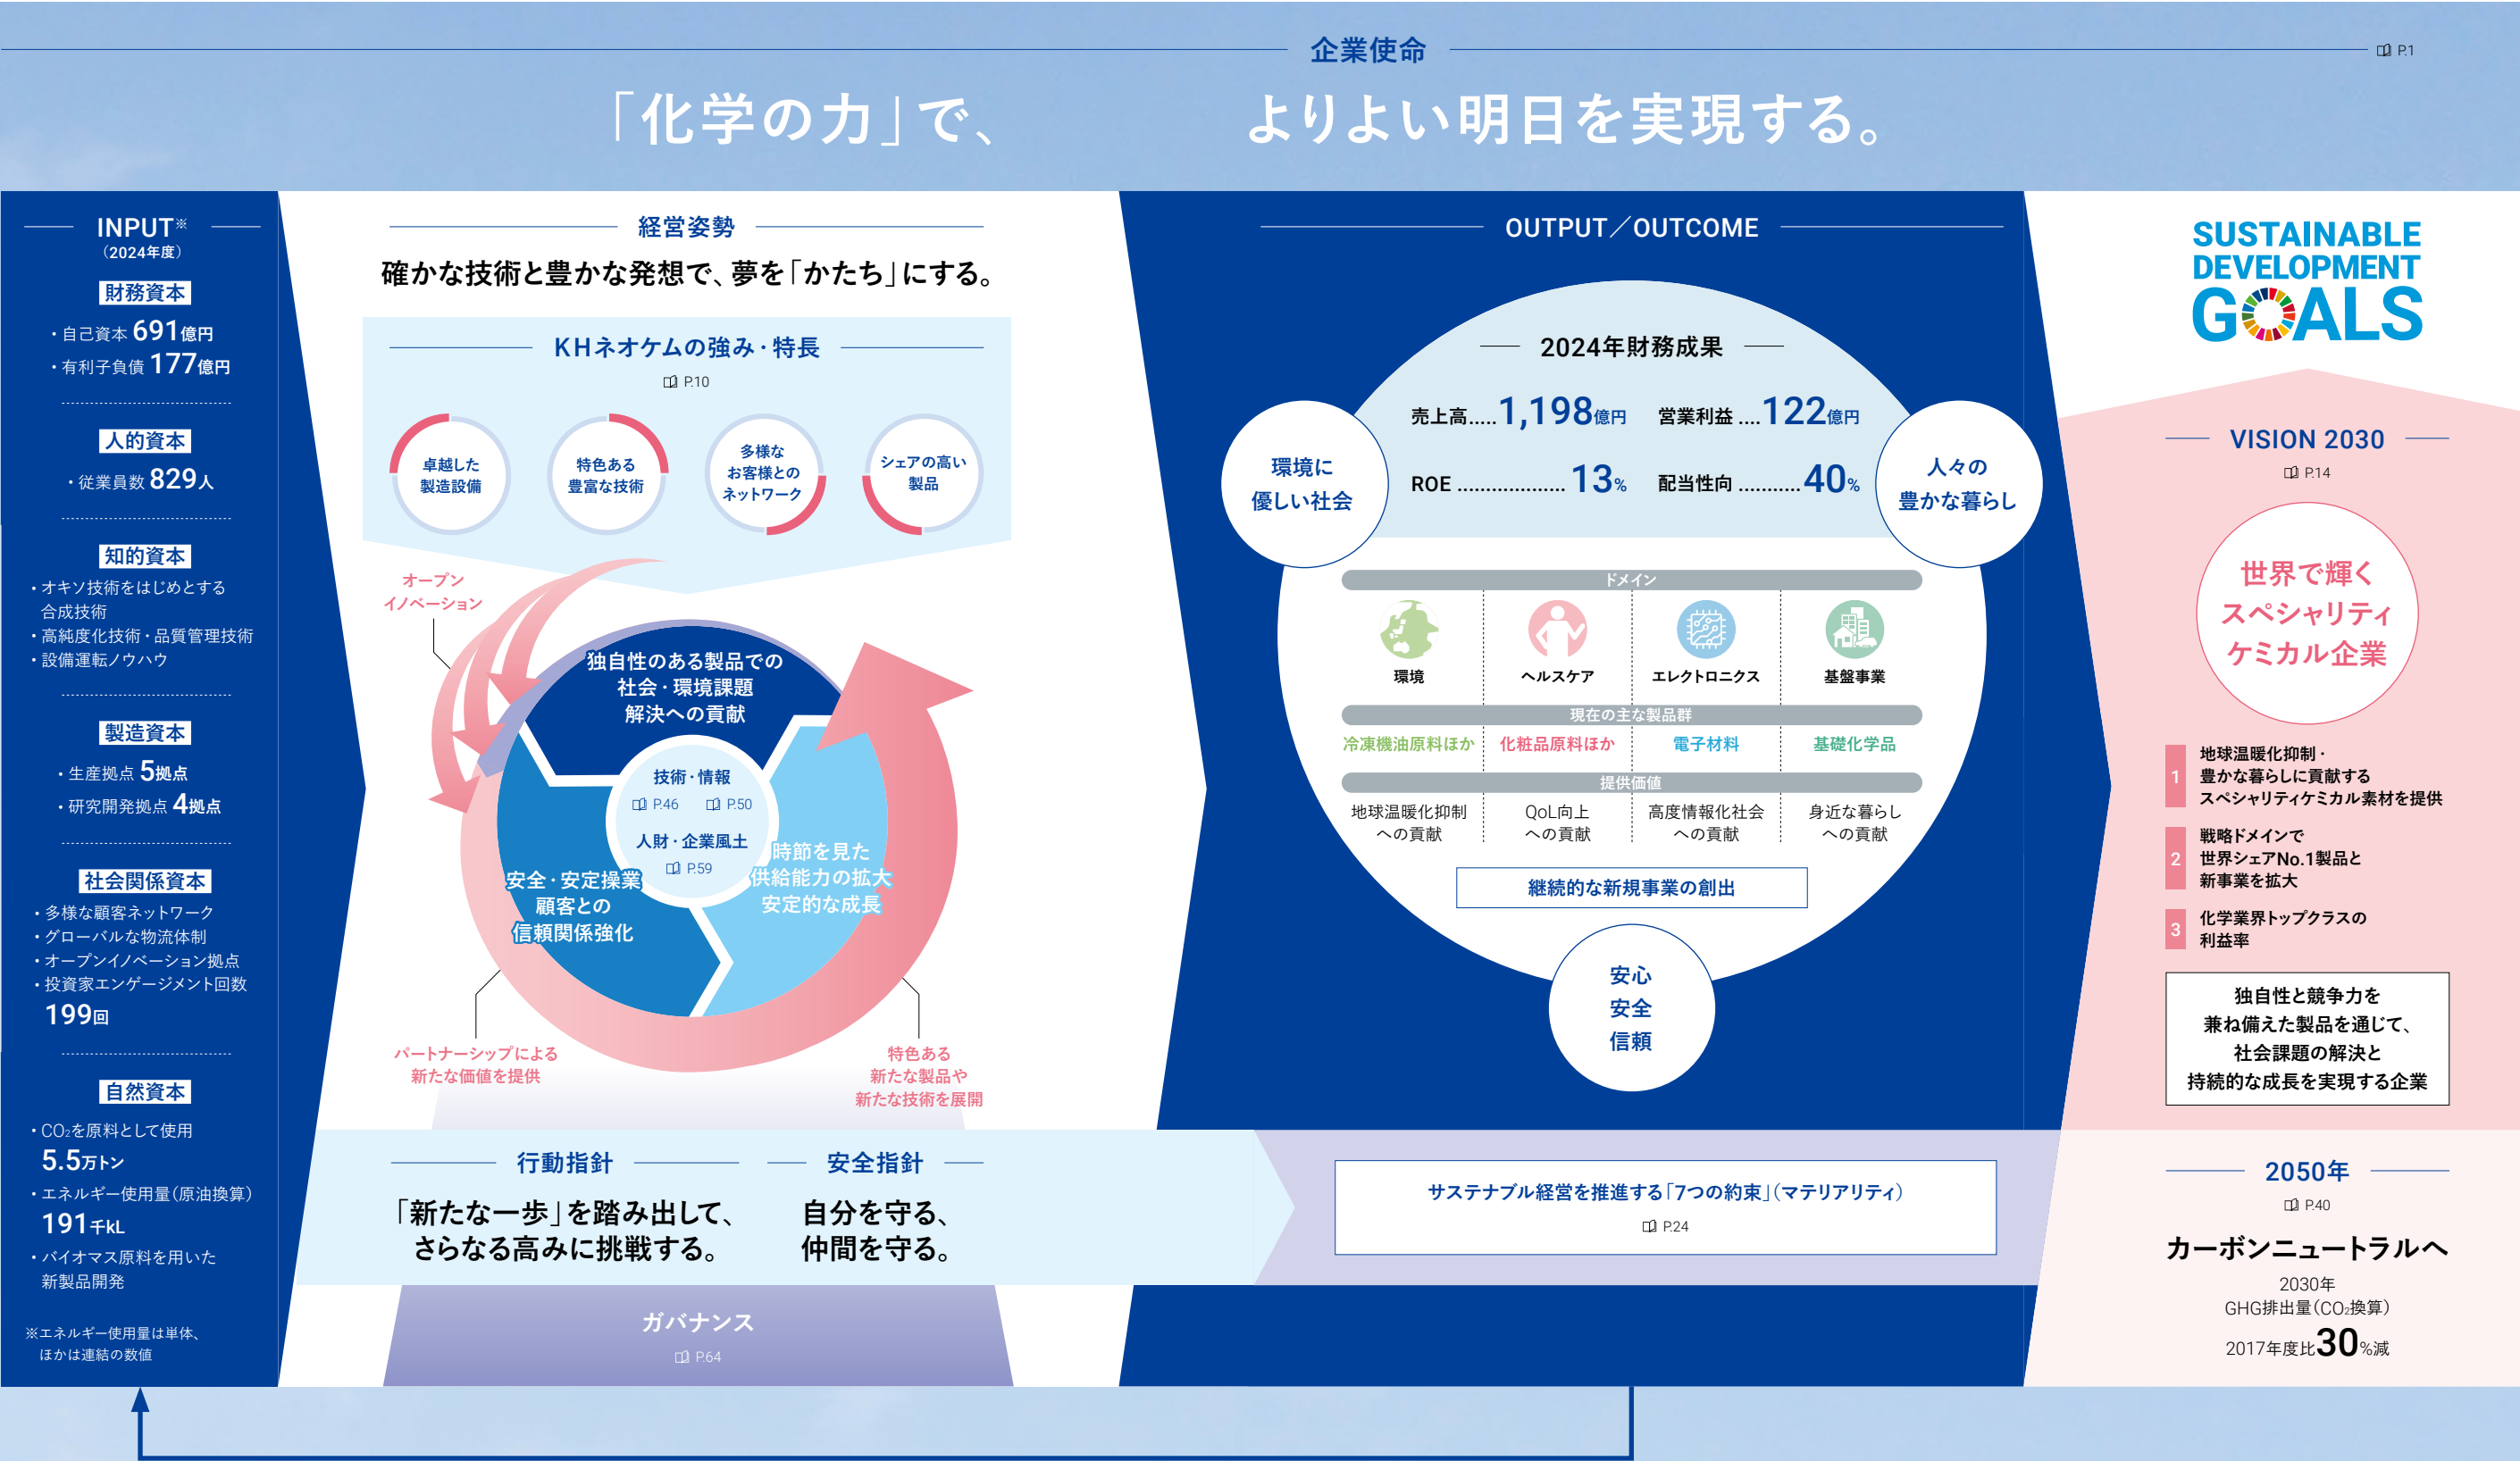 企業使命
P.1
「化学の力」で、 よりよい明日を実現する。
INPUT※
(2024年度)
財務資本
・自己資本 691億円
・有利子負債 177億円
人的資本
・従業員数 829人
知的資本
・オキソ技術をはじめとする
合成技術
・高純度化技術・品質管理技術
・設備運転ノウハウ
製造資本
・生産拠点 5拠点
・研究開発拠点 4拠点
社会関係資本
・多様な顧客ネットワーク
・グローバルな物流体制
・オープンイノベーション拠点
・投資家エンゲージメント回数
199回
自然資本
・CO₂を原料として使用
5.5万トン
・エネルギー使用量(原油換算)
191千kL
・バイオマス原料を用いた
新製品開発
※エネルギー使用量は単体、
ほかは連結の数値
経営姿勢
確かな技術と豊かな発想で、夢を「かたち」にする。
KHネオケムの強み・特長
P.10
卓越した
製造設備
特色ある
豊富な技術
多様な
お客様との
ネットワーク
シェアの高い
製品
オープン
イノベーション
独自性のある製品での
社会・環境課題
解決への貢献
技術・情報
P.46 P.50
人財・企業風土
P.59
安全・安定操業
顧客との
信頼関係強化
時節を見た
供給能力の拡大
安定的な成長
パートナーシップによる
新たな価値を提供
特色ある
新たな製品や
新たな技術を展開
行動指針
「新たな一歩」を踏み出して、
さらなる高みに挑戦する。
安全指針
自分を守る、
仲間を守る。
ガバナンス
P.64
OUTPUT/OUTCOME
2024年財務成果
売上高.....1,198億円 営業利益....122億円
ROE ................... 13% 配当性向 ...........40%
環境に
優しい社会
人々の
豊かな暮らし
ドメイン
環境 ヘルスケア エレクトロニクス 基盤事業
現在の主な製品群
冷凍機油原料ほか 化粧品原料ほか 電子材料 基礎化学品
提供価値
地球温暖化抑制 QoL向上 高度情報化社会 身近な暮らし
への貢献 への貢献 への貢献 への貢献
継続的な新規事業の創出
安心
安全
信頼
サステナブル経営を推進する「7つの約束」(マテリアリティ)
P.24
SUSTAINABLE
DEVELOPMENT
GOALS
VISION 2030
P.14
世界で輝く
スペシャリティ
ケミカル企業
1 地球温暖化抑制・
豊かな暮らしに貢献する
スペシャリティケミカル素材を提供
2 戦略ドメインで
世界シェアNo.1製品と
新事業を拡大
3 化学業界トップクラスの
利益率
独自性と競争力を
兼ね備えた製品を通じて、
社会課題の解決と
持続的な成長を実現する企業
2050年
P.40
カーボンニュートラルへ
2030年
GHG排出量(CO₂換算)
2017年度比30%減